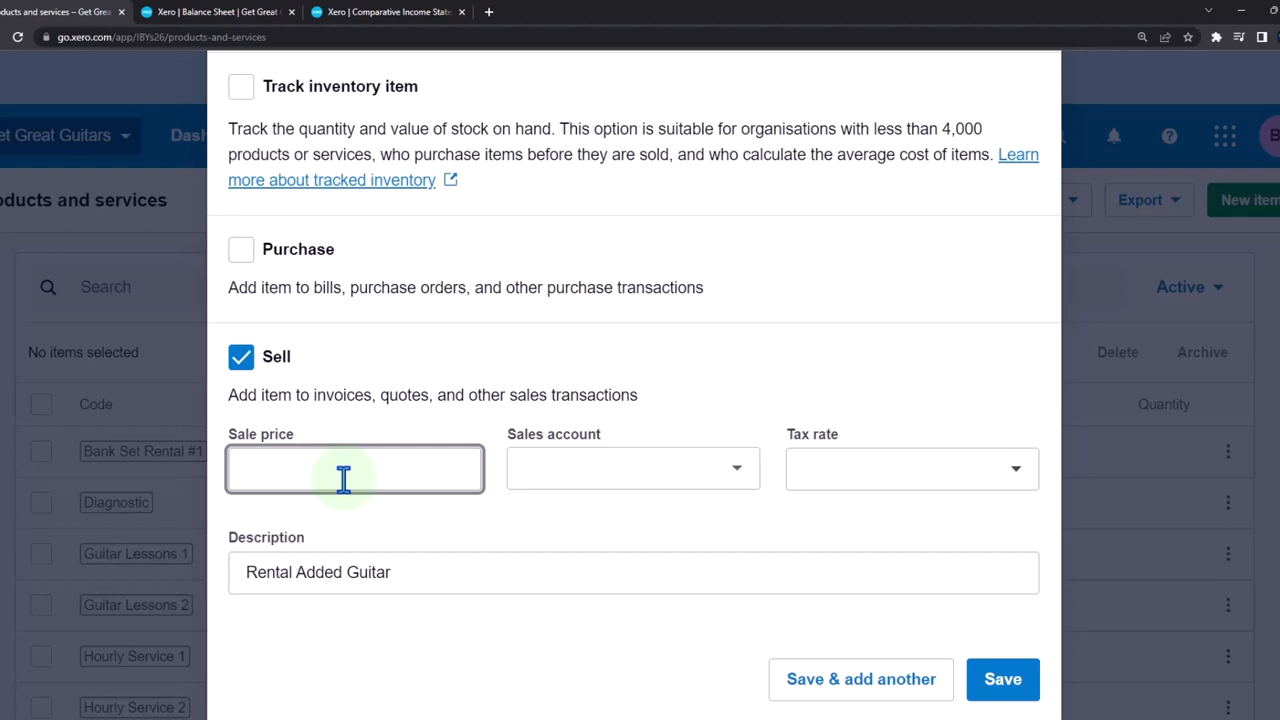 oducts and services – Get Grea
Xero | Balance Sheet | Get Great
Xero | Comparative Income State
go.xero.com/app/!BYs26/products-and-services
Track inventory item
Track the quantity and value of stock on hand. This option is suitable for organisations with less than 4,000
products or services, who purchase items before they are sold, and who calculate the average cost of items. Learn
more about tracked inventory
et Great Guitars
Dash
oducts and services
Export
New item
Purchase
Add item to bills, purchase orders, and other purchase transactions
Search
Active
No items selected
Delete
Archive
Sell
Add item to invoices, quotes, and other sales transactions
Code
Quantity
Sale price
Sales account
Tax rate
Bank Set Rental #1
Diagnostic
Description
Rental Added Guitar
Guitar Lessons 1
Guitar Lessons 2
Hourly Service 1
Hourly Service 2
Save & add another
Save